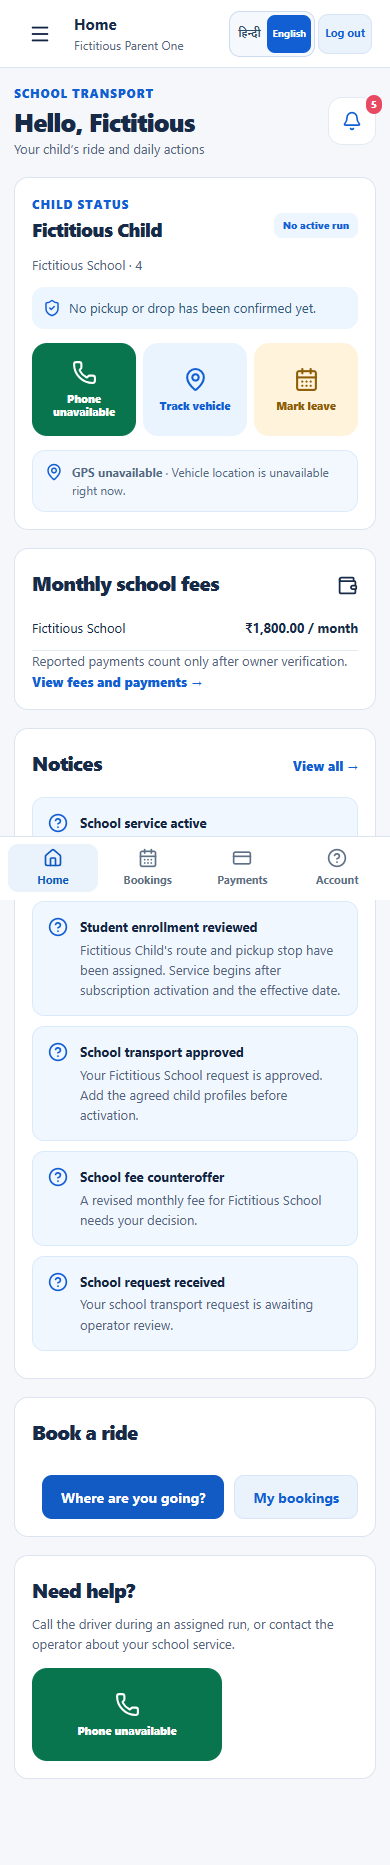 Home
Fictitious Parent One
हिन्दी
English
Log out
SCHOOL TRANSPORT
Hello, Fictitious
Your child's ride and daily actions
5
CHILD STATUS
Fictitious Child
No active run
Fictitious School · 4
No pickup or drop has been confirmed yet.
Phone
unavailable
Track vehicle
Mark leave
GPS unavailable · Vehicle location is unavailable
right now.
Monthly school fees
Fictitious School
₹1,800.00 / month
Reported payments count only after owner verification.
View fees and payments →
Notices
View all →
School service active
Home
Bookings
Payments
Account
Student enrollment reviewed
Fictitious Child's route and pickup stop have
been assigned. Service begins after
subscription activation and the effective date.
School transport approved
Your Fictitious School request is approved.
Add the agreed child profiles before
activation.
School fee counteroffer
A revised monthly fee for Fictitious School
needs your decision.
School request received
Your school transport request is awaiting
operator review.
Book a ride
Where are you going?
My bookings
Need help?
Call the driver during an assigned run, or contact the
operator about your school service.
Phone unavailable